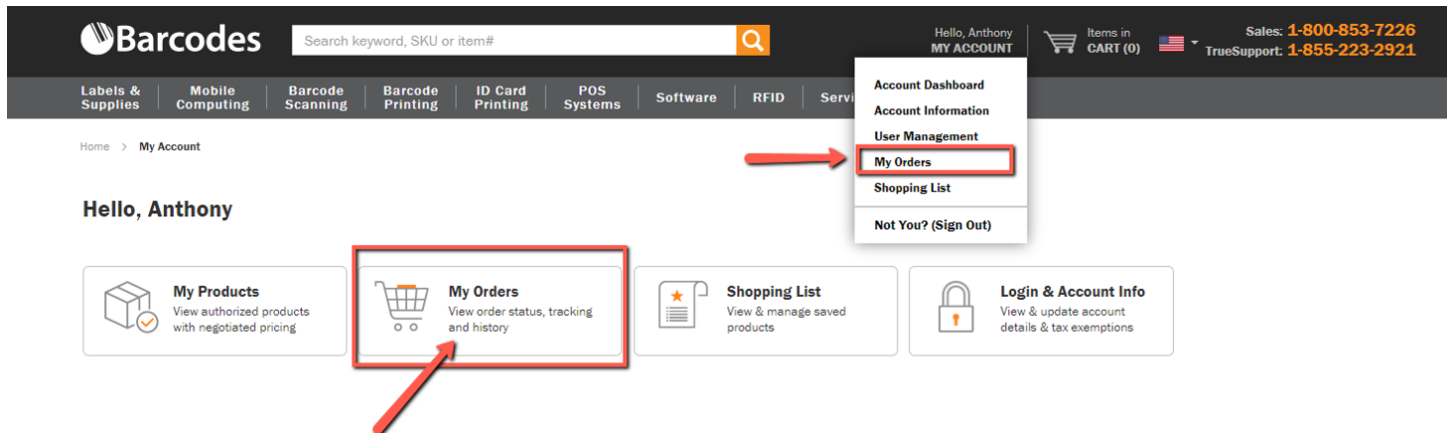 Barcodes
Search keyword, SKU or item#
Hello, Anthony
MY ACCOUNT
Items in
CART (0)
Sales: 1-800-853-7226
TrueSupport: 1-855-223-2921
Labels &
Supplies
Mobile
Computing
Barcode
Scanning
Barcode
Printing
ID Card
Printing
POS
Systems
Software
RFID
Servi
Account Dashboard
Account Information
User Management
My Orders
Shopping List
Not You? (Sign Out)
Home > My Account
Hello, Anthony
My Products
View authorized products
with negotiated pricing
My Orders
View order status, tracking
and history
Shopping List
View & manage saved
products
Login & Account Info
View & update account
details & tax exemptions